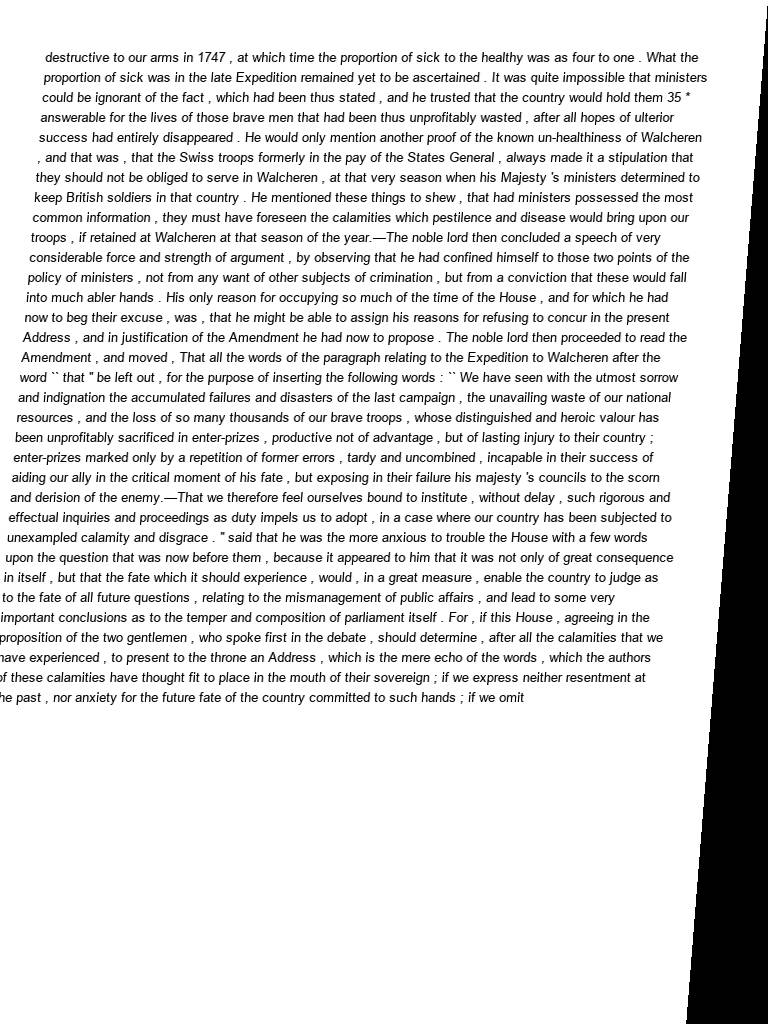 destructive to our arms in 1747 , at which time the proportion of sick to the healthy was as four to one . What the
proportion of sick was in the late Expedition remained yet to be ascertained . It was quite impossible that ministers
could be ignorant of the fact , which had been thus stated , and he trusted that the country would hold them 35 *
answerable for the lives of those brave men that had been thus unprofitably wasted , after all hopes of ulterior
success had entirely disappeared . He would only mention another proof of the known un-healthiness of Walcheren
, and that was , that the Swiss troops formerly in the pay of the States General , always made it a stipulation that
they should not be obliged to serve in Walcheren , at that very season when his Majesty 's ministers determined to
keep British soldiers in that country . He mentioned these things to shew , that had ministers possessed the most
common information , they must have foreseen the calamities which pestilence and disease would bring upon our
troops , if retained at Walcheren at that season of the year.—The noble lord then concluded a speech of very
considerable force and strength of argument , by observing that he had confined himself to those two points of the
policy of ministers , not from any want of other subjects of crimination , but from a conviction that these would fall
into much abler hands . His only reason for occupying so much of the time of the House , and for which he had
now to beg their excuse , was , that he might be able to assign his reasons for refusing to concur in the present
Address , and in justification of the Amendment he had now to propose . The noble lord then proceeded to read the
Amendment , and moved , That all the words of the paragraph relating to the Expedition to Walcheren after the
word `` that " be left out , for the purpose of inserting the following words : `` We have seen with the utmost sorrow
and indignation the accumulated failures and disasters of the last campaign , the unavailing waste of our national
resources , and the loss of so many thousands of our brave troops , whose distinguished and heroic valour has
been unprofitably sacrificed in enter-prizes , productive not of advantage , but of lasting injury to their country ;
enter-prizes marked only by a repetition of former errors , tardy and uncombined , incapable in their success of
aiding our ally in the critical moment of his fate , but exposing in their failure his majesty 's councils to the scorn
and derision of the enemy.—That we therefore feel ourselves bound to institute , without delay , such rigorous and
effectual inquiries and proceedings as duty impels us to adopt , in a case where our country has been subjected to
unexampled calamity and disgrace . " said that he was the more anxious to trouble the House with a few words
upon the question that was now before them , because it appeared to him that it was not only of great consequence
in itself , but that the fate which it should experience , would , in a great measure , enable the country to judge as
to the fate of all future questions , relating to the mismanagement of public affairs , and lead to some very
important conclusions as to the temper and composition of parliament itself . For , if this House , agreeing in the
proposition of the two gentlemen , who spoke first in the debate , should determine , after all the calamities that we
have experienced , to present to the throne an Address , which is the mere echo of the words , which the authors
of these calamities have thought fit to place in the mouth of their sovereign ; if we express neither resentment at
he past , nor anxiety for the future fate of the country committed to such hands ; if we omit